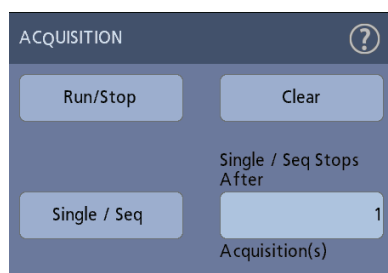 ACQUISITION ?
Run/Stop Clear
Single / Seq Stops
After
Single / Seq 1
Acquisition(s)